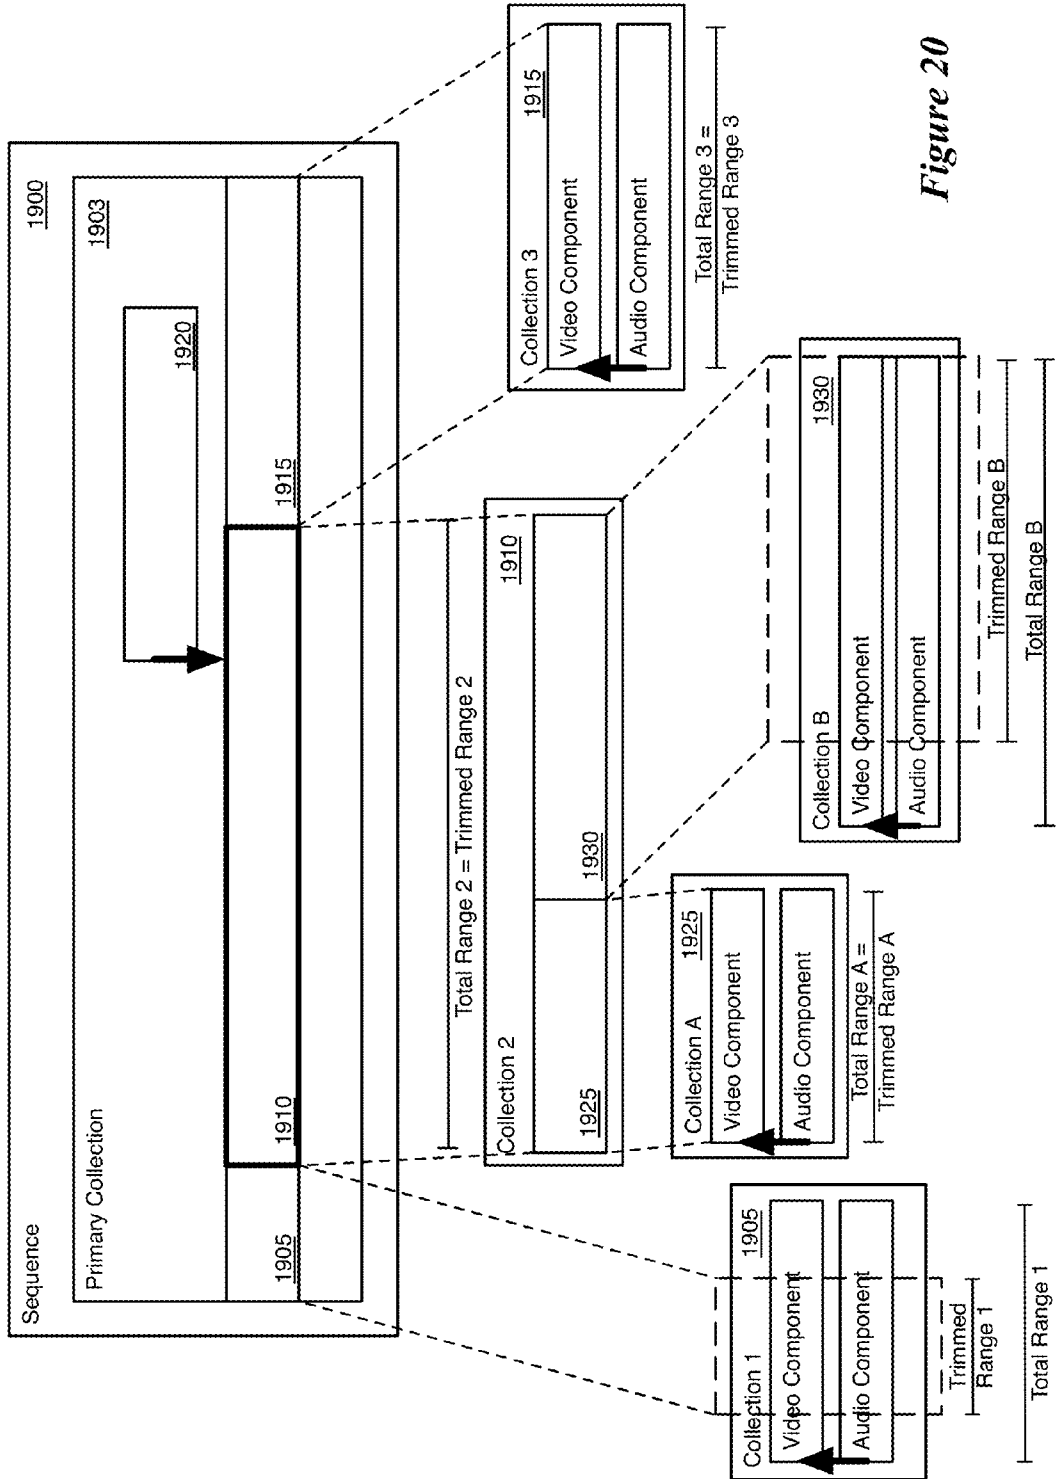 Sequence
1900
Primary Collection
1903
1920
1905
1910
1915
Total Range 2 = Trimmed Range 2
Collection 2
1910
1925
1930
Collection 3
1915
Video Component
Audio Component
Total Range 3 =
Trimmed Range 3
Collection A
1925
Video Component
Audio Component
Total Range A =
Trimmed Range A
Collection 1
1905
Video Component
Audio Component
Trimmed
Range 1
Total Range 1
Collection B
1930
Video Component
Audio Component
Trimmed Range B
Total Range B
Figure 20